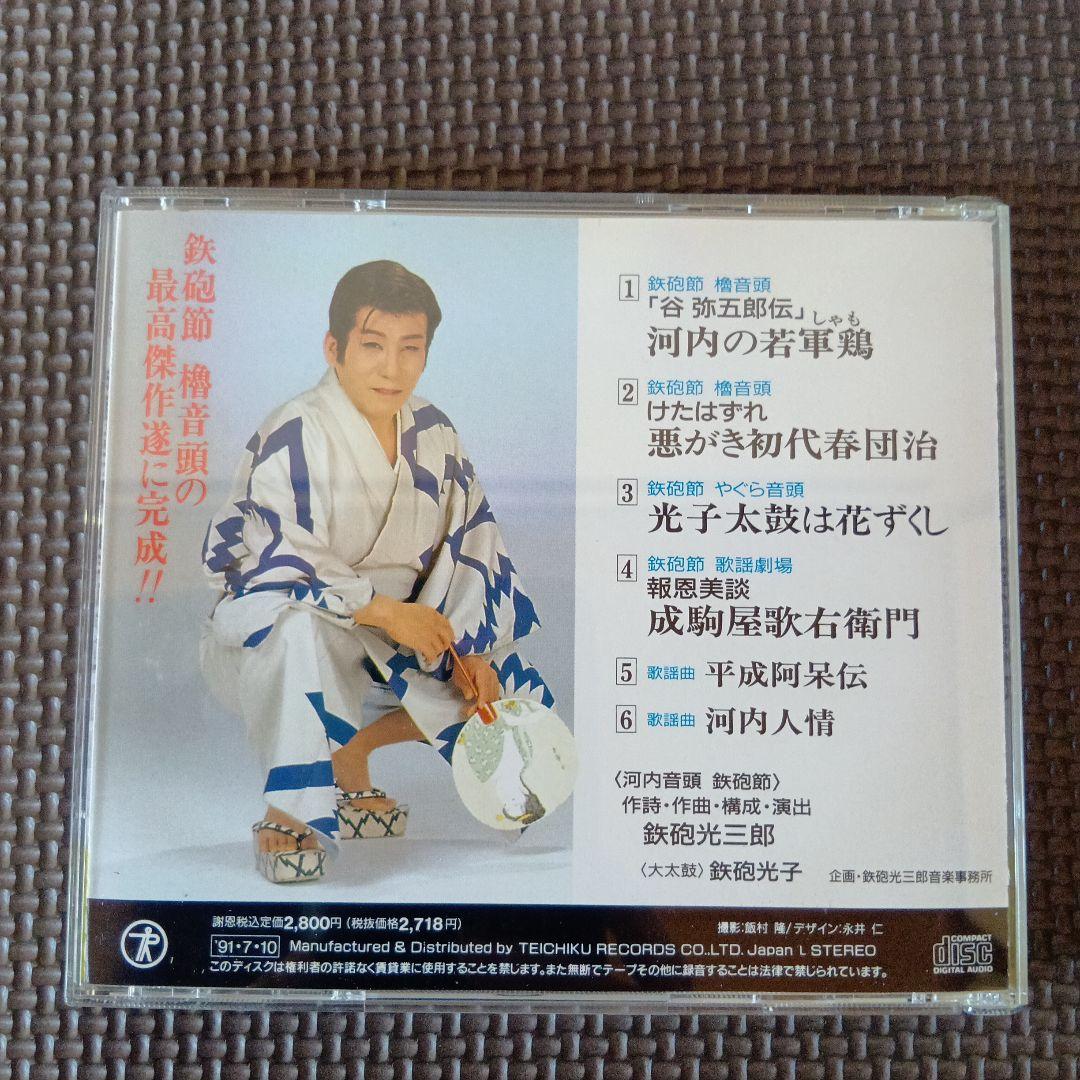 鉄砲節 櫓音頭の
最高傑作遂に完成!!
1 鉄砲節 櫓音頭
「谷 弥五郎伝」
しゃも
河内の若軍鶏
2 鉄砲節 櫓音頭
けたはずれ
悪がき初代春団治
3 鉄砲節 やぐら音頭
光子太鼓は花ずくし
4 鉄砲節 歌謡劇場
報恩美談
成駒屋歌右衛門
5 歌謡曲 平成阿呆伝
6 歌謡曲 河内人情
〈河内音頭 鉄砲節〉
作詩・作曲・構成・演出
鉄砲光三郎
〈大太鼓〉鉄砲光子
企画・鉄砲光三郎音楽事務所
謝恩税込定価2,800円(税抜価格2,718円)
撮影:飯村 隆/デザイン:永井 仁
'91・7・10 Manufactured & Distributed by TEICHIKU RECORDS CO.,LTD. Japan L STEREO
このディスクは権利者の許諾なく賃貸業に使用することを禁じます。また無断でテープその他に録音することは法律で禁じられています。
COMPACT
disc
DIGITAL AUDIO